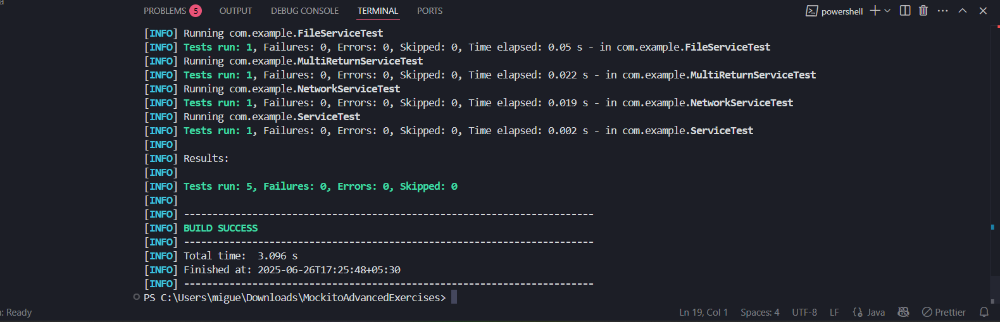 a
PROBLEMS 5 OUTPUT DEBUG CONSOLE TERMINAL PORTS powershell
[INFO] Running com.example.FileServiceTest
[INFO] Tests run: 1, Failures: 0, Errors: 0, Skipped: 0, Time elapsed: 0.05 s - in com.example.FileServiceTest
[INFO] Running com.example.MultiReturnServiceTest
[INFO] Tests run: 1, Failures: 0, Errors: 0, Skipped: 0, Time elapsed: 0.022 s - in com.example.MultiReturnServiceTest
[INFO] Running com.example.NetworkServiceTest
[INFO] Tests run: 1, Failures: 0, Errors: 0, Skipped: 0, Time elapsed: 0.019 s - in com.example.NetworkServiceTest
[INFO] Running com.example.ServiceTest
[INFO] Tests run: 1, Failures: 0, Errors: 0, Skipped: 0, Time elapsed: 0.002 s - in com.example.ServiceTest
[INFO]
[INFO] Results:
[INFO]
[INFO] Tests run: 5, Failures: 0, Errors: 0, Skipped: 0
[INFO]
[INFO] ------------------------------------------------------------------------
[INFO] BUILD SUCCESS
[INFO] ------------------------------------------------------------------------
[INFO] Total time:  3.096 s
[INFO] Finished at: 2025-06-26T17:25:48+05:30
[INFO] ------------------------------------------------------------------------
PS C:\Users\migue\Downloads\MockitoAdvancedExercises>
: Ready Ln 19, Col 1 Spaces: 4 UTF-8 LF Java Prettier